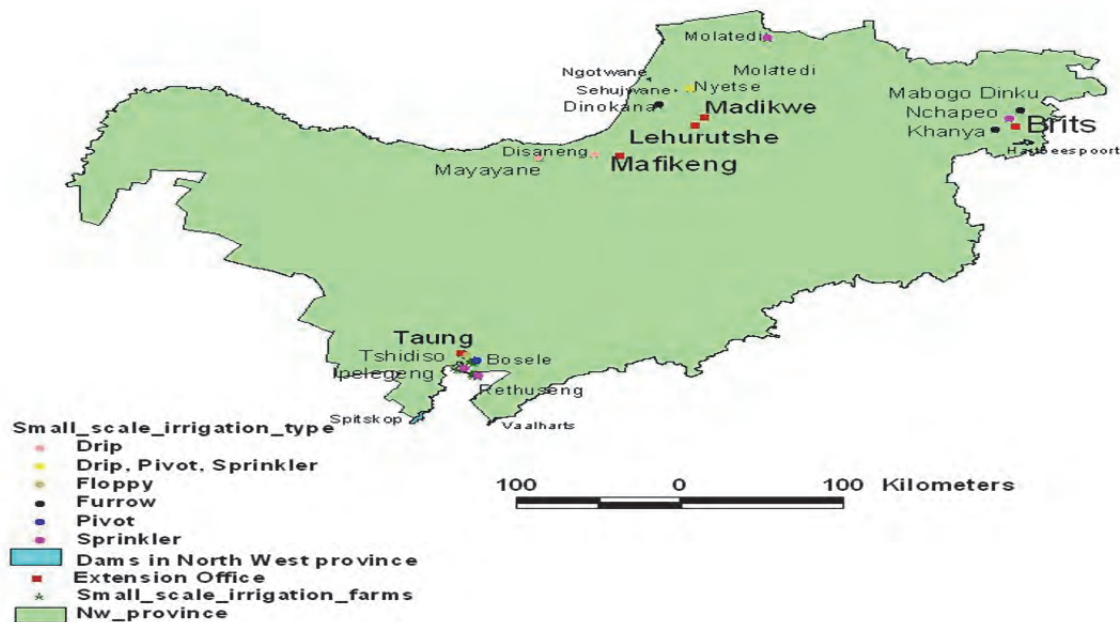 Molatedi
Ngotwane
Molatedi
Sehujwane
Nyetse
Dinokana
Mabogo Dinku
Madikwe
Nchapeo
Brits
Khanya
Lehurutshe
Hartbeespoort
Disaneng
Mafikeng
Mayayane
Taung
Tshidiso
Bosele
Ipelegeng
Rethuseng
Spitskop
Vaalharts
Small_scale_irrigation_type
Drip
Drip, Pivot, Sprinkler
Floppy
Furrow
Pivot
Sprinkler
Dams in North West province
Extension Office
Small_scale_irrigation_farms
Nw_province
100 0 100 Kilometers